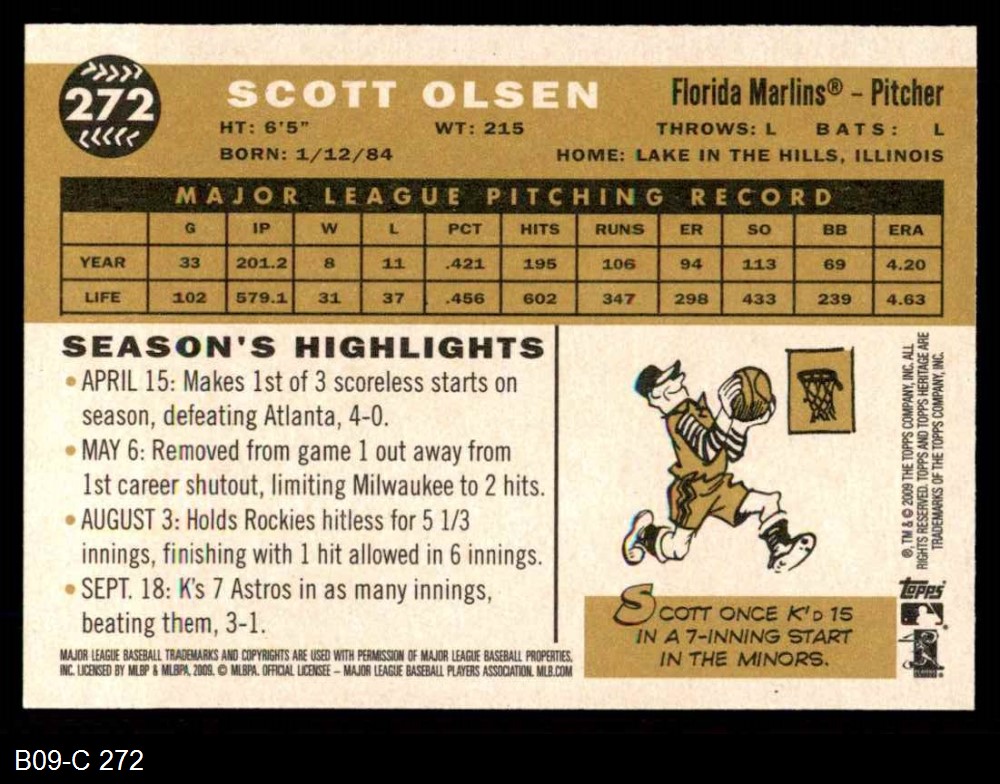 272
SCOTT OLSEN
Florida Marlins® – Pitcher
HT: 6'5" WT: 215 THROWS: L BATS: L
BORN: 1/12/84 HOME: LAKE IN THE HILLS, ILLINOIS
MAJOR LEAGUE PITCHING RECORD
G IP W L PCT HITS RUNS ER SO BB ERA
YEAR 33 201.2 8 11 .421 195 106 94 113 69 4.20
LIFE 102 579.1 31 37 .456 602 347 298 433 239 4.63
SEASON'S HIGHLIGHTS
• APRIL 15: Makes 1st of 3 scoreless starts on
season, defeating Atlanta, 4-0.
• MAY 6: Removed from game 1 out away from
1st career shutout, limiting Milwaukee to 2 hits.
• AUGUST 3: Holds Rockies hitless for 5 1/3
innings, finishing with 1 hit allowed in 6 innings.
• SEPT. 18: K's 7 Astros in as many innings,
beating them, 3-1.
MAJOR LEAGUE BASEBALL TRADEMARKS AND COPYRIGHTS ARE USED WITH PERMISSION OF MAJOR LEAGUE BASEBALL PROPERTIES,
INC. LICENSED BY MLBP & MLBPA, 2009. © MLBPA. OFFICIAL LICENSEE – MAJOR LEAGUE BASEBALL PLAYERS ASSOCIATION. MLB.COM
SCOTT ONCE K'D 15
IN A 7-INNING START
IN THE MINORS.
®, TM & © 2009 THE TOPPS COMPANY, INC. ALL
RIGHTS RESERVED. TOPPS AND TOPPS HERITAGE ARE
TRADEMARKS OF THE TOPPS COMPANY, INC.
topps
B09-C 272